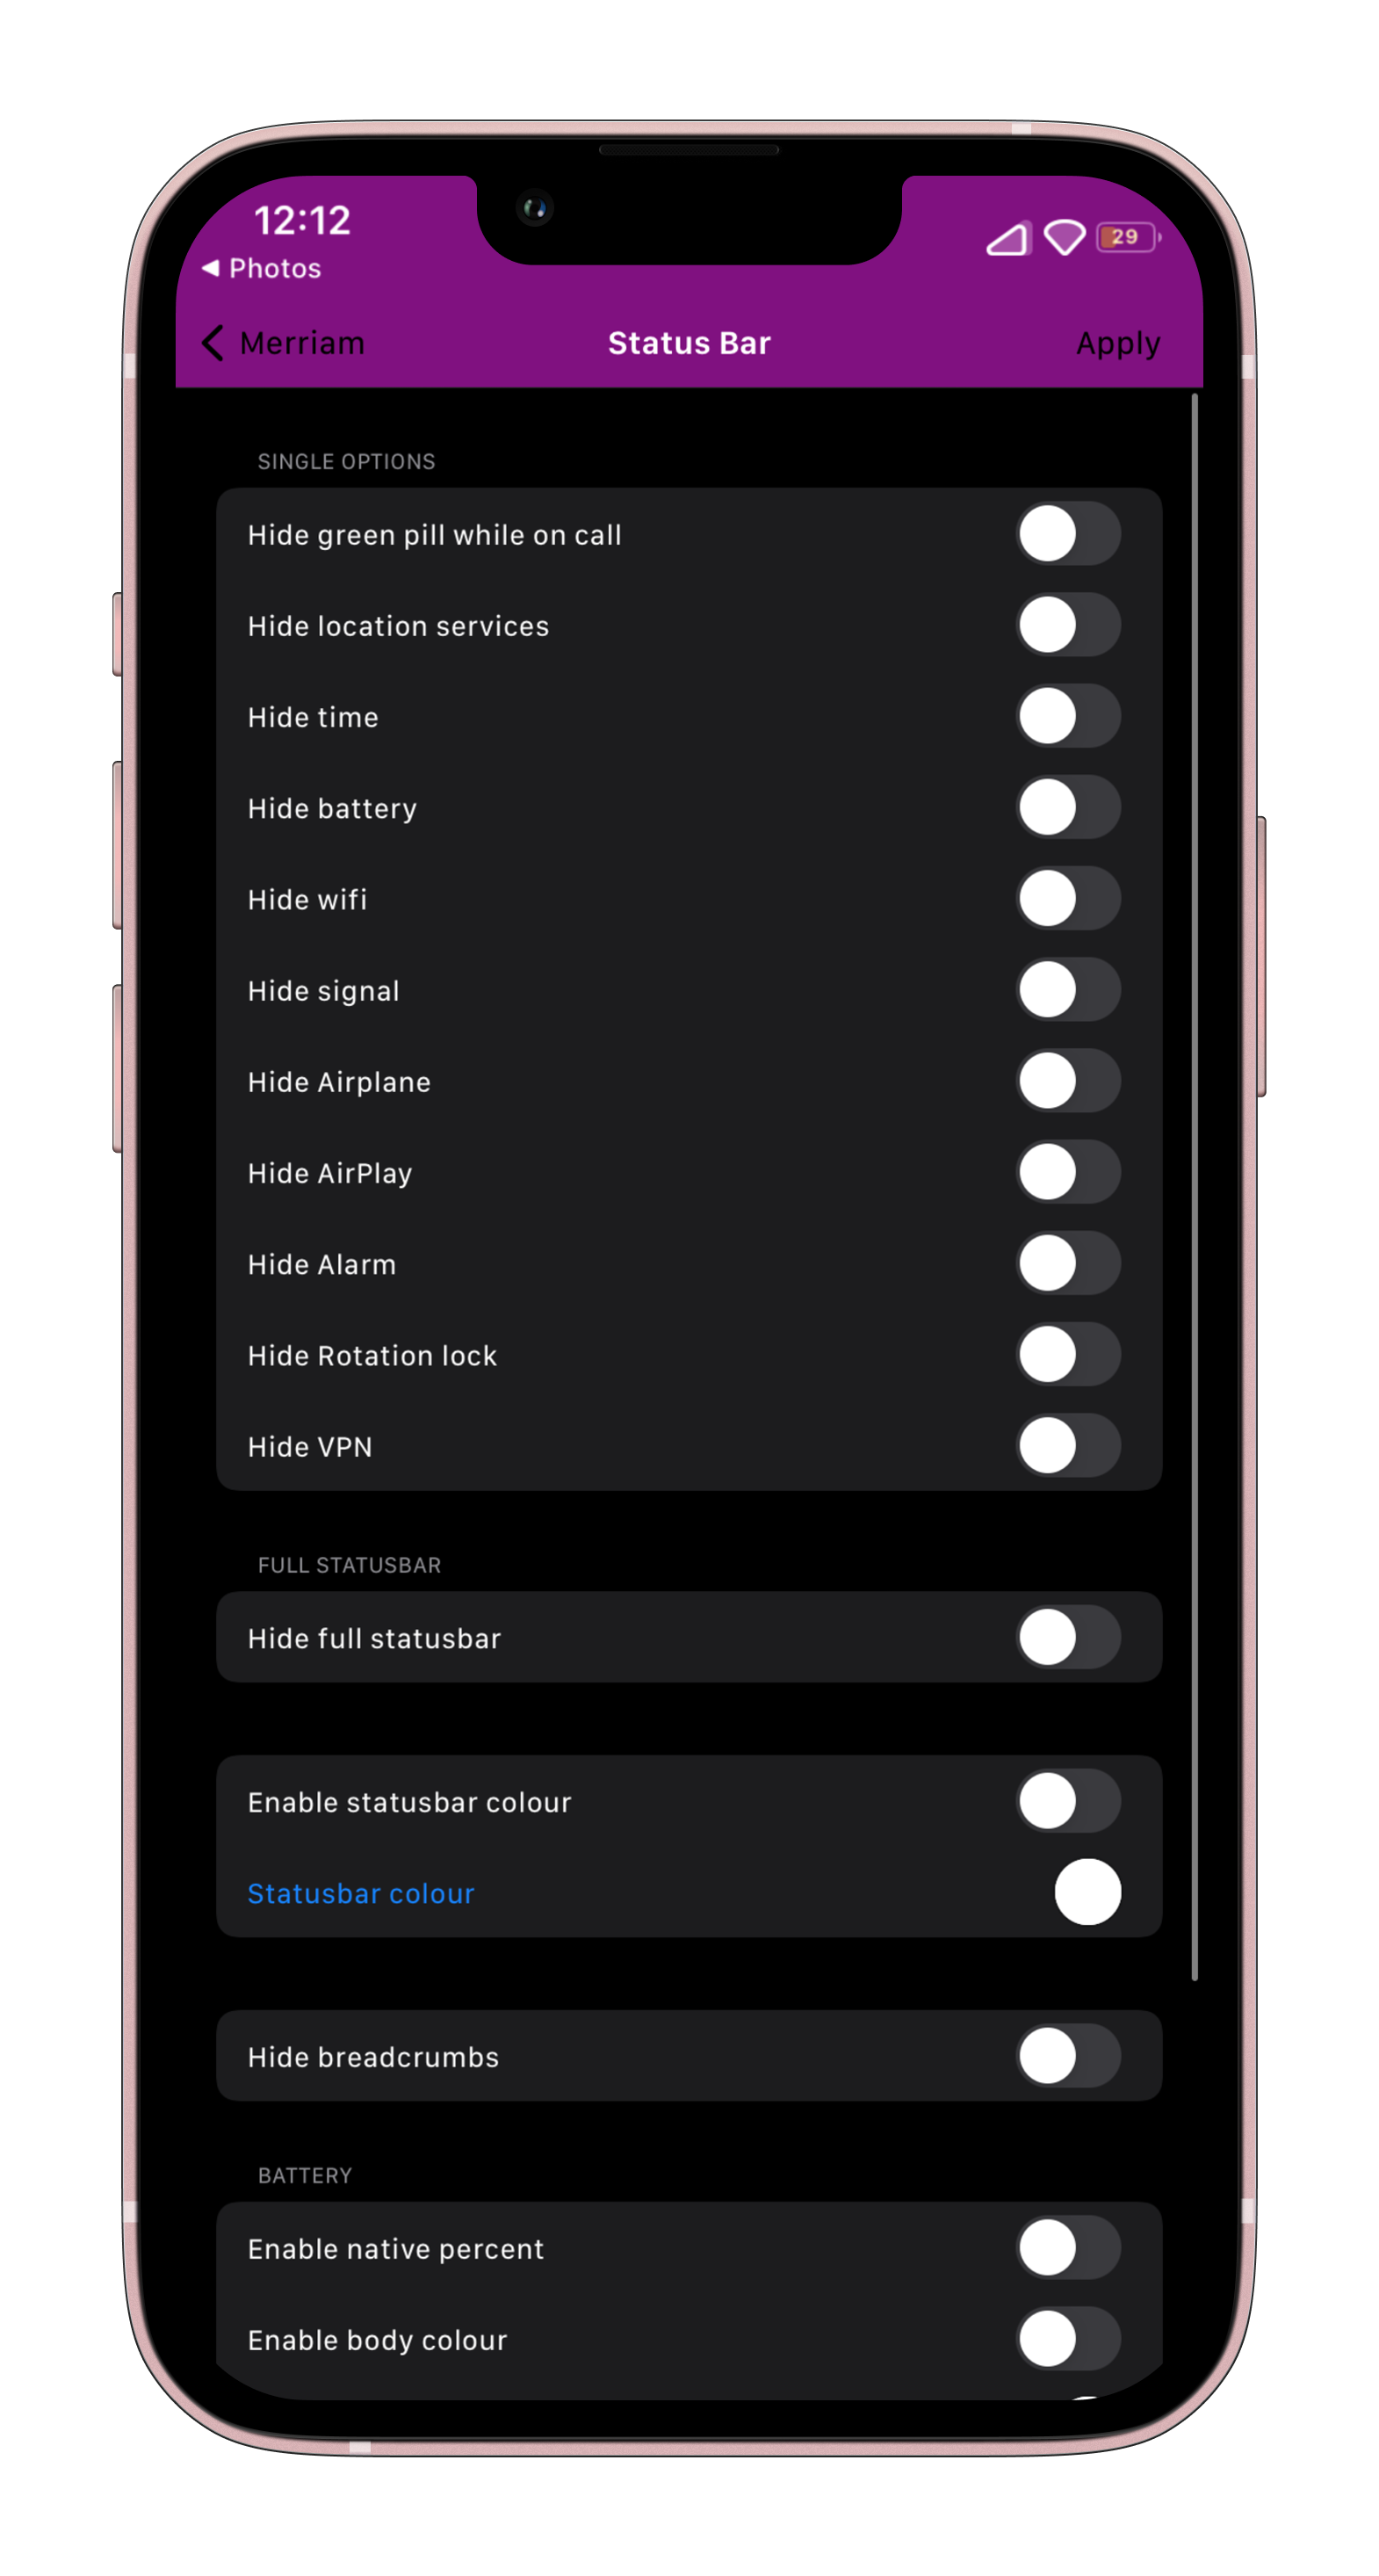 12:12
29
◀ Photos
Merriam
Status Bar
Apply
SINGLE OPTIONS
Hide green pill while on call
Hide location services
Hide time
Hide battery
Hide wifi
Hide signal
Hide Airplane
Hide AirPlay
Hide Alarm
Hide Rotation lock
Hide VPN
FULL STATUSBAR
Hide full statusbar
Enable statusbar colour
Statusbar colour
Hide breadcrumbs
BATTERY
Enable native percent
Enable body colour